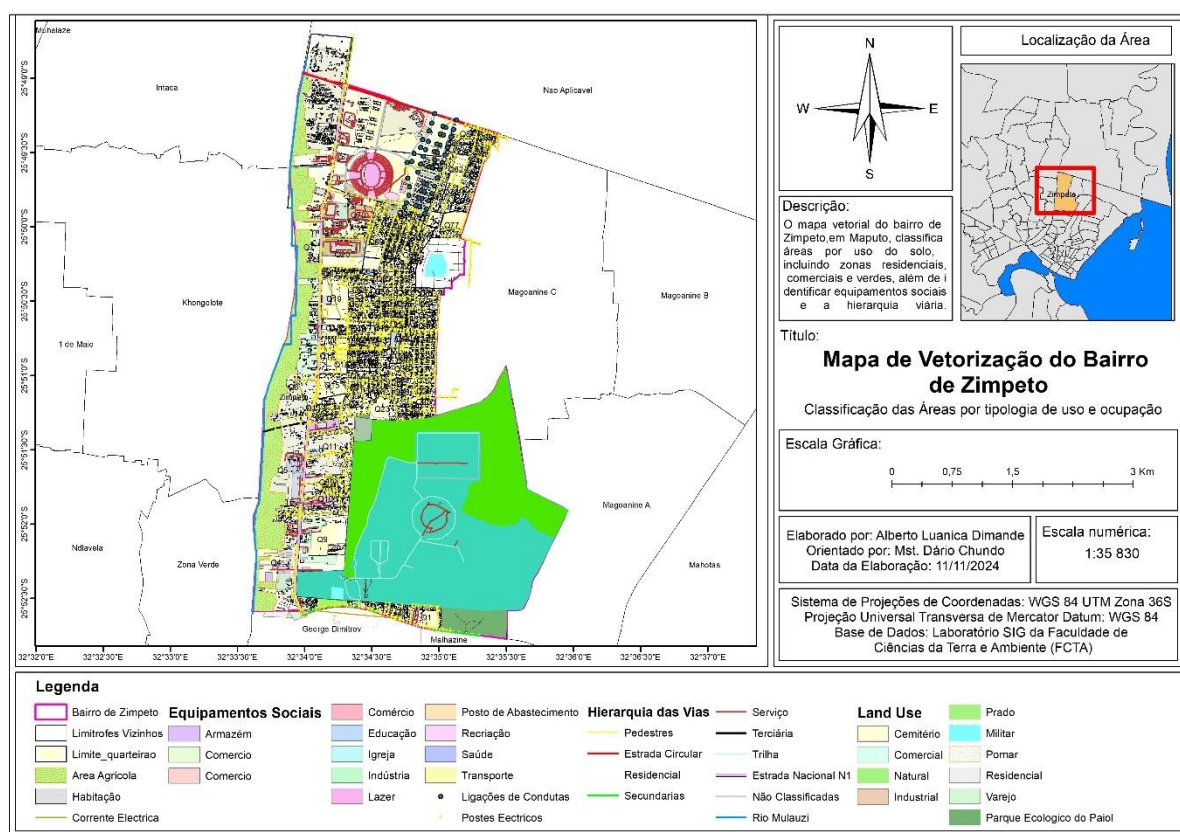 Muhalaze
Intaca
Nao Aplicavel
Khongolote
Magoanine C
Magoanine B
1 de Maio
Zimpeto
Magoanine A
Ndlavela
Zona Verde
Mahotas
George Dimitrov
Malhazine
Q19
Q23
Q11
Q9
Q1
25°49'0"S
25°49'30"S
25°50'0"S
25°50'30"S
25°51'0"S
25°51'30"S
25°52'0"S
25°52'30"S
32°32'0"E 32°32'30"E 32°33'0"E 32°33'30"E 32°34'0"E 32°34'30"E 32°35'0"E 32°35'30"E 32°36'0"E 32°36'30"E 32°37'0"E
N
W E
S
Localização da Área
Zimpeto
Descrição:
O mapa vetorial do bairro de
Zimpeto,em Maputo, classifica
áreas por uso do solo,
incluindo zonas residenciais,
comerciais e verdes, além de i
dentificar equipamentos sociais
e a hierarquia viária.
Título:
Mapa de Vetorização do Bairro
de Zimpeto
Classificação das Áreas por tipologia de uso e ocupação
Escala Gráfica:
0 0,75 1,5 3 Km
Elaborado por: Alberto Luanica Dimande
Orientado por: Mst. Dário Chundo
Data da Elaboração: 11/11/2024
Escala numérica:
1:35 830
Sistema de Projeções de Coordenadas: WGS 84 UTM Zona 36S
Projeção Universal Transversa de Mercator Datum: WGS 84
Base de Dados: Laboratório SIG da Faculdade de
Ciências da Terra e Ambiente (FCTA)
Legenda
Bairro de Zimpeto
Limitrofes Vizinhos
Limite_quarteirao
Area Agricola
Habitação
Corrente Electrica
Equipamentos Sociais
Armazém
Comercio
Comercio
Comércio
Educação
Igreja
Indústria
Lazer
Posto de Abastecimento
Recriação
Saúde
Transporte
Ligações de Condutas
Postes Eectricos
Hierarquia das Vias
Pedestres
Estrada Circular
Residencial
Secundarias
Serviço
Terciária
Trilha
Estrada Nacional N1
Não Classificadas
Rio Mulauzi
Land Use
Cemitério
Comercial
Natural
Industrial
Prado
Militar
Pomar
Residencial
Varejo
Parque Ecologico do Paiol